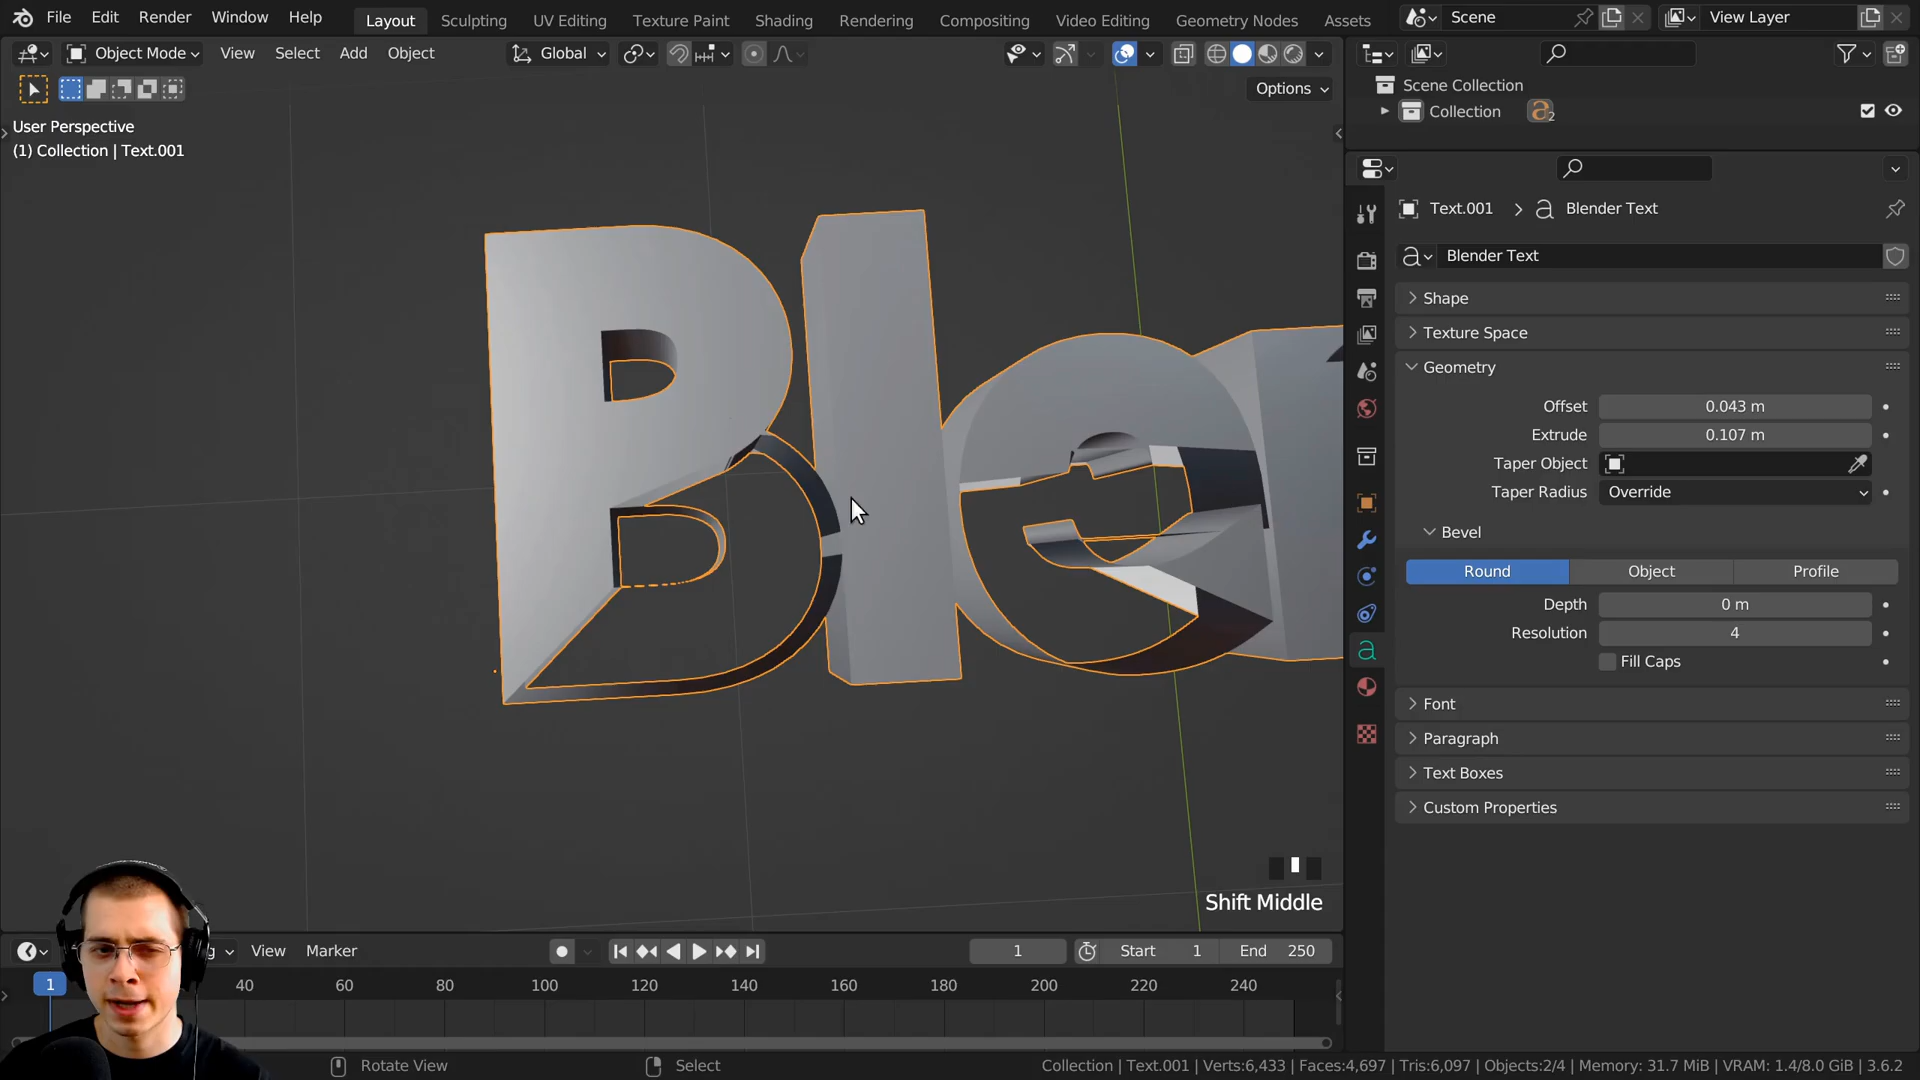 File Edit Render Window Help Layout Sculpting UV Editing Texture Paint Shading Rendering Compositing Video Editing Geometry Nodes Assets Scene View Layer
Object Mode View Select Add Object Global
Options
User Perspective
(1) Collection | Text.001
Scene Collection
Collection 2
Text.001 Blender Text
Blender Text
Shape
Texture Space
Geometry
Offset 0.043 m
Extrude 0.107 m
Taper Object
Taper Radius Override
Bevel
Round Object Profile
Depth 0 m
Resolution 4
Fill Caps
Font
Paragraph
Text Boxes
Custom Properties
Ble
Shift Middle
View Marker 1 Start 1 End 250
1 40 60 80 100 120 140 160 180 200 220 240
Rotate View Select Collection | Text.001 | Verts:6,433 | Faces:4,697 | Tris:6,097 | Objects:2/4 | Memory: 31.7 MiB | VRAM: 1.4/8.0 GiB | 3.6.2